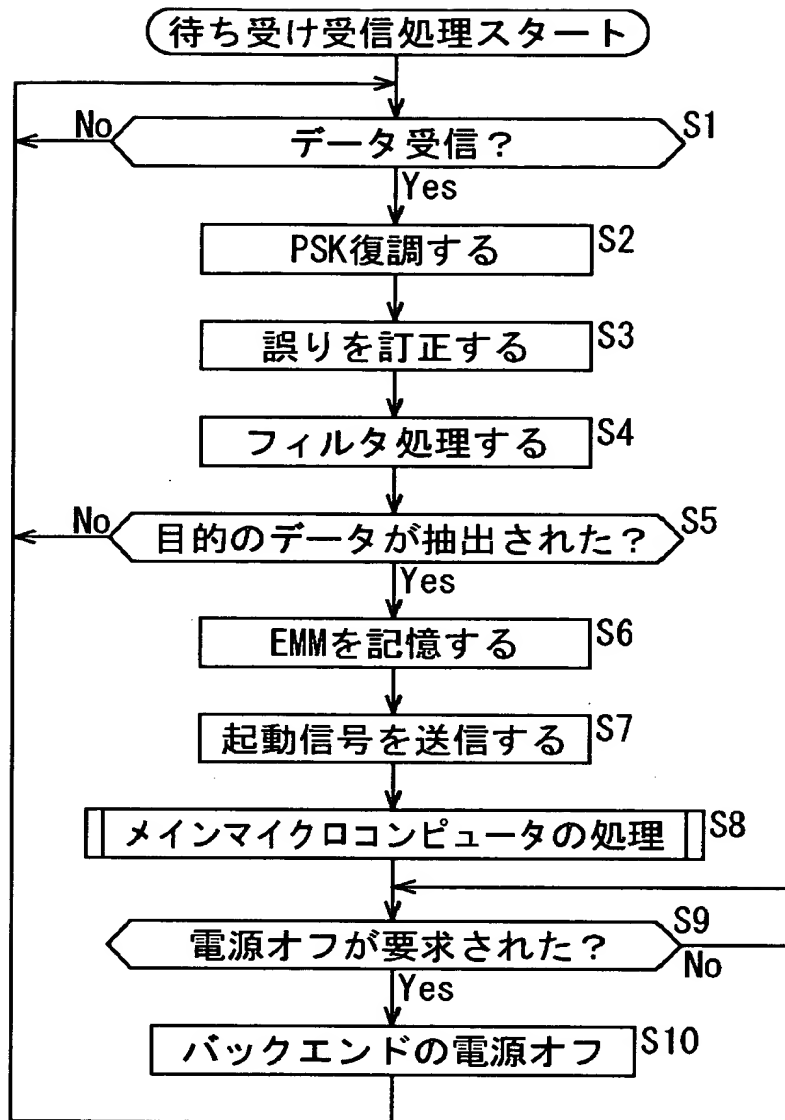 待ち受け受信処理スタート
No
データ受信?
S1
Yes
PSK復調する
S2
誤りを訂正する
S3
フィルタ処理する
S4
No
目的のデータが抽出された?
S5
Yes
EMMを記憶する
S6
起動信号を送信する
S7
メインマイクロコンピュータの処理
S8
電源オフが要求された?
S9
No
Yes
バックエンドの電源オフ
S10